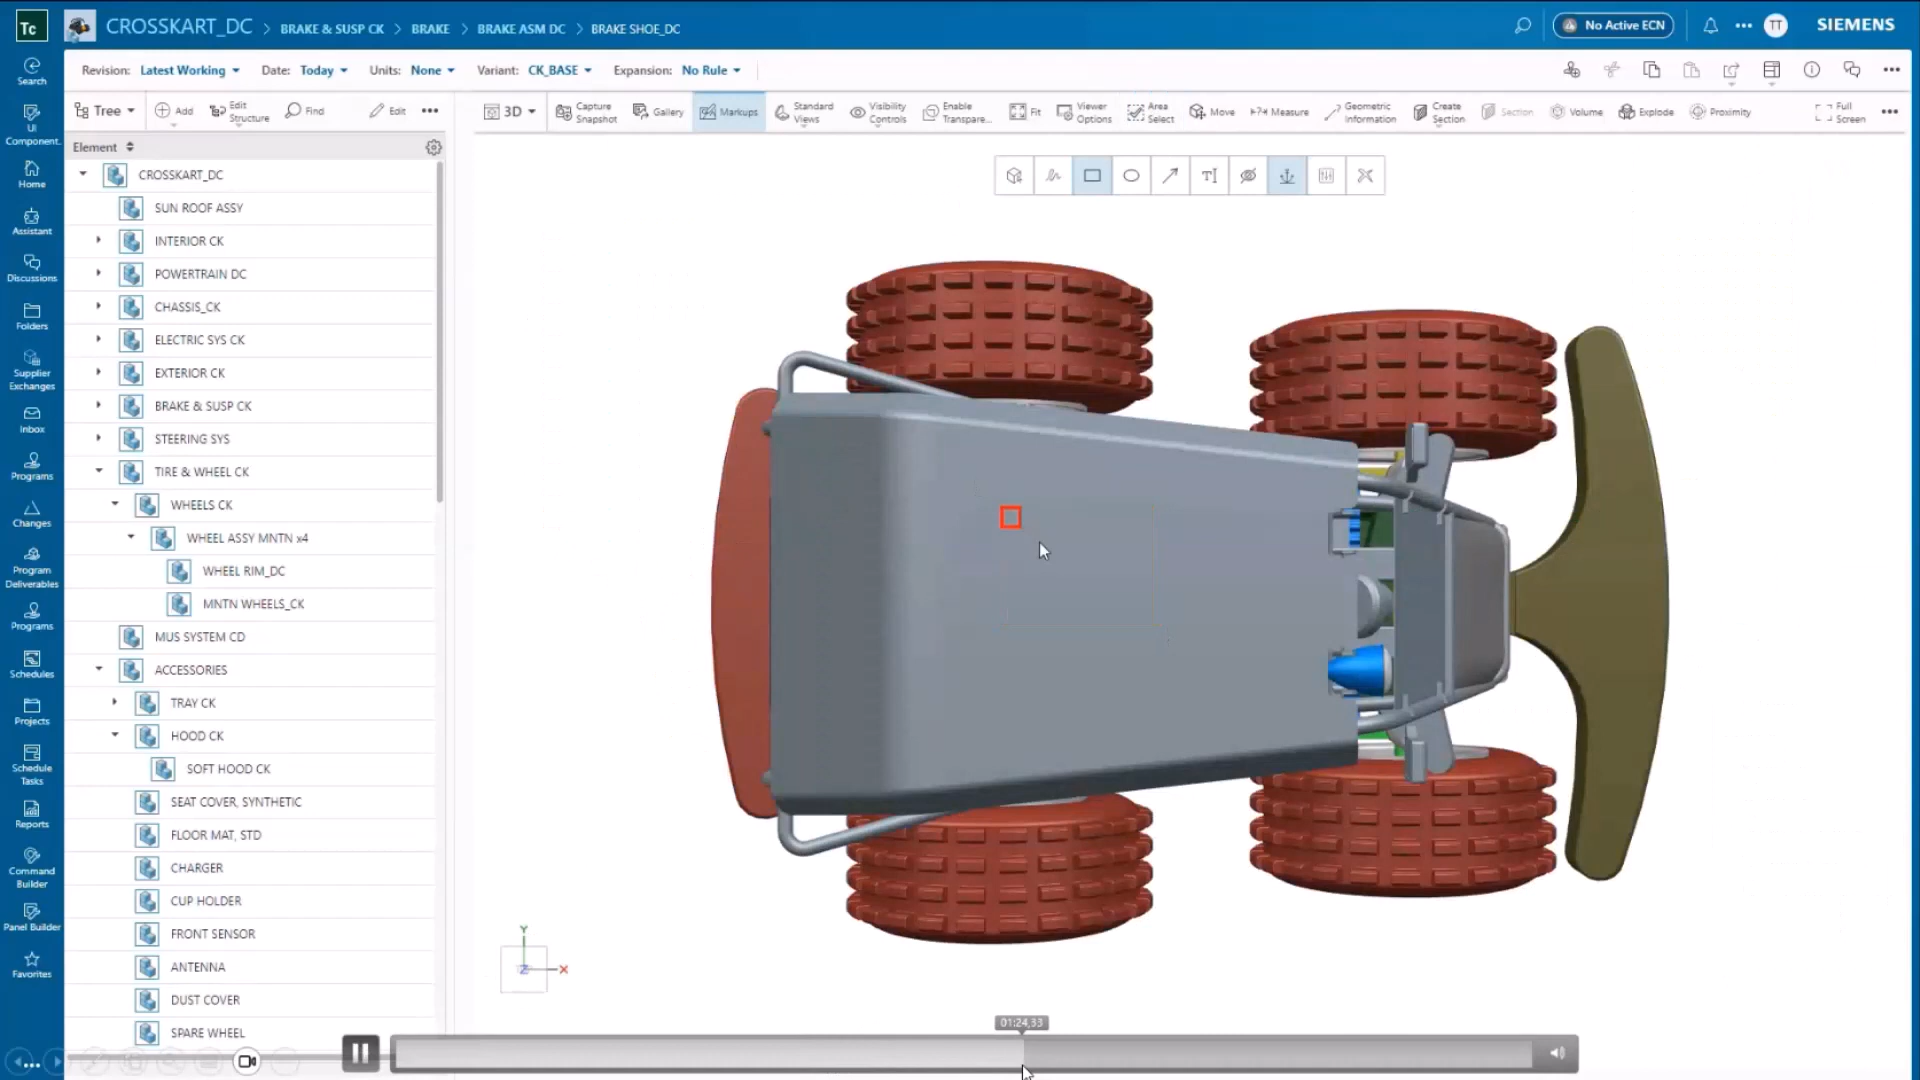 Tc
CROSSKART_DC > BRAKE & SUSP CK > BRAKE > BRAKE ASM DC > BRAKE SHOE_DC
No Active ECN
TT
SIEMENS
Revision: Latest Working
Date: Today
Units: None
Variant: CK_BASE
Expansion: No Rule
Search
UI Component.
Home
Assistant
Discussions
Folders
Supplier Exchanges
Inbox
Programs
Changes
Program Deliverables
Programs
Schedules
Projects
Schedule Tasks
Reports
Command Builder
Panel Builder
Favorites
Tree
Add
Edit Structure
Find
Edit
3D
Capture Snapshot
Gallery
Markups
Standard Views
Visibility Controls
Enable Transpare...
Fit
Viewer Options
Area Select
Move
Measure
Geometric Information
Create Section
Section
Volume
Explode
Proximity
Full Screen
Element
CROSSKART_DC
SUN ROOF ASSY
INTERIOR CK
POWERTRAIN DC
CHASSIS_CK
ELECTRIC SYS CK
EXTERIOR CK
BRAKE & SUSP CK
STEERING SYS
TIRE & WHEEL CK
WHEELS CK
WHEEL ASSY MNTN x4
WHEEL RIM_DC
MNTN WHEELS_CK
MUS SYSTEM CD
ACCESSORIES
TRAY CK
HOOD CK
SOFT HOOD CK
SEAT COVER, SYNTHETIC
FLOOR MAT, STD
CHARGER
CUP HOLDER
FRONT SENSOR
ANTENNA
DUST COVER
SPARE WHEEL
Y
Z
X
01:24,33